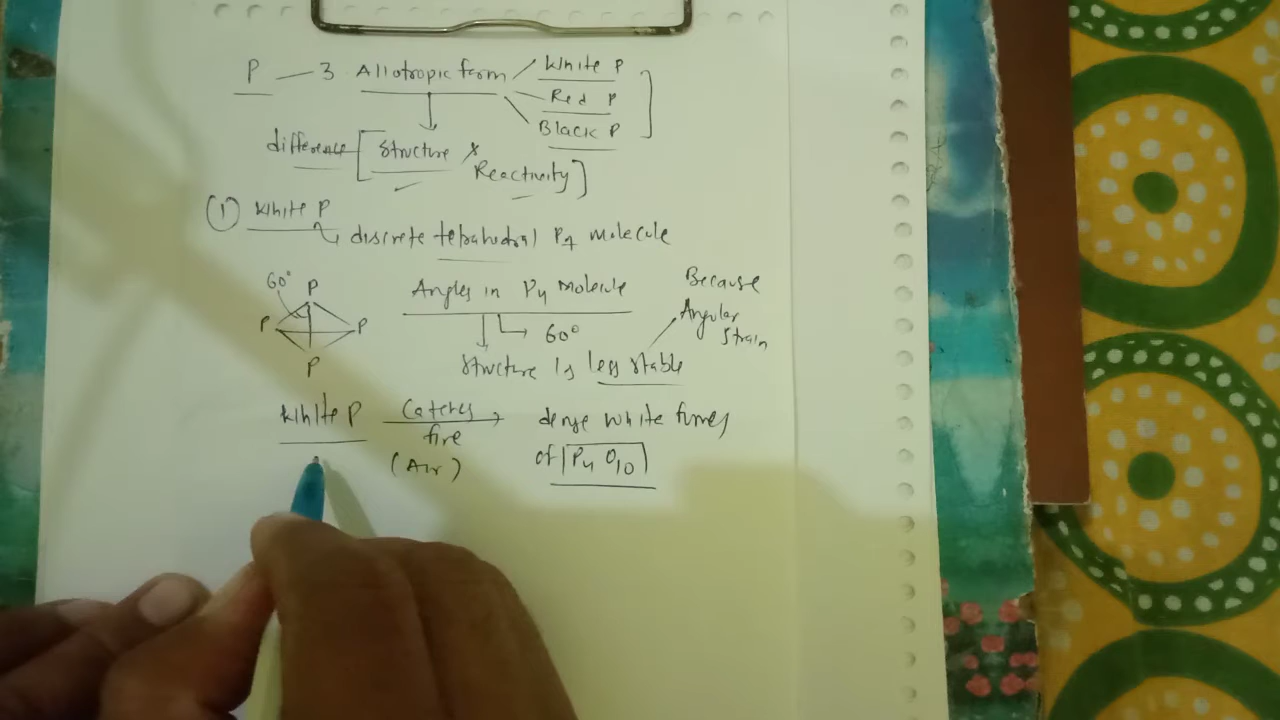 P — 3 Allotropic form
White P
Red P
Black P
difference [Structure
Reactivity]
① White P
discrete tetrahedral P4 molecule
60°
P
P P
P
Angles in P4 Molecule
60°
Structure is less stable
Because
Angular
Strain
White P Catches fire (Air) → dense white fumes
of P4 O10